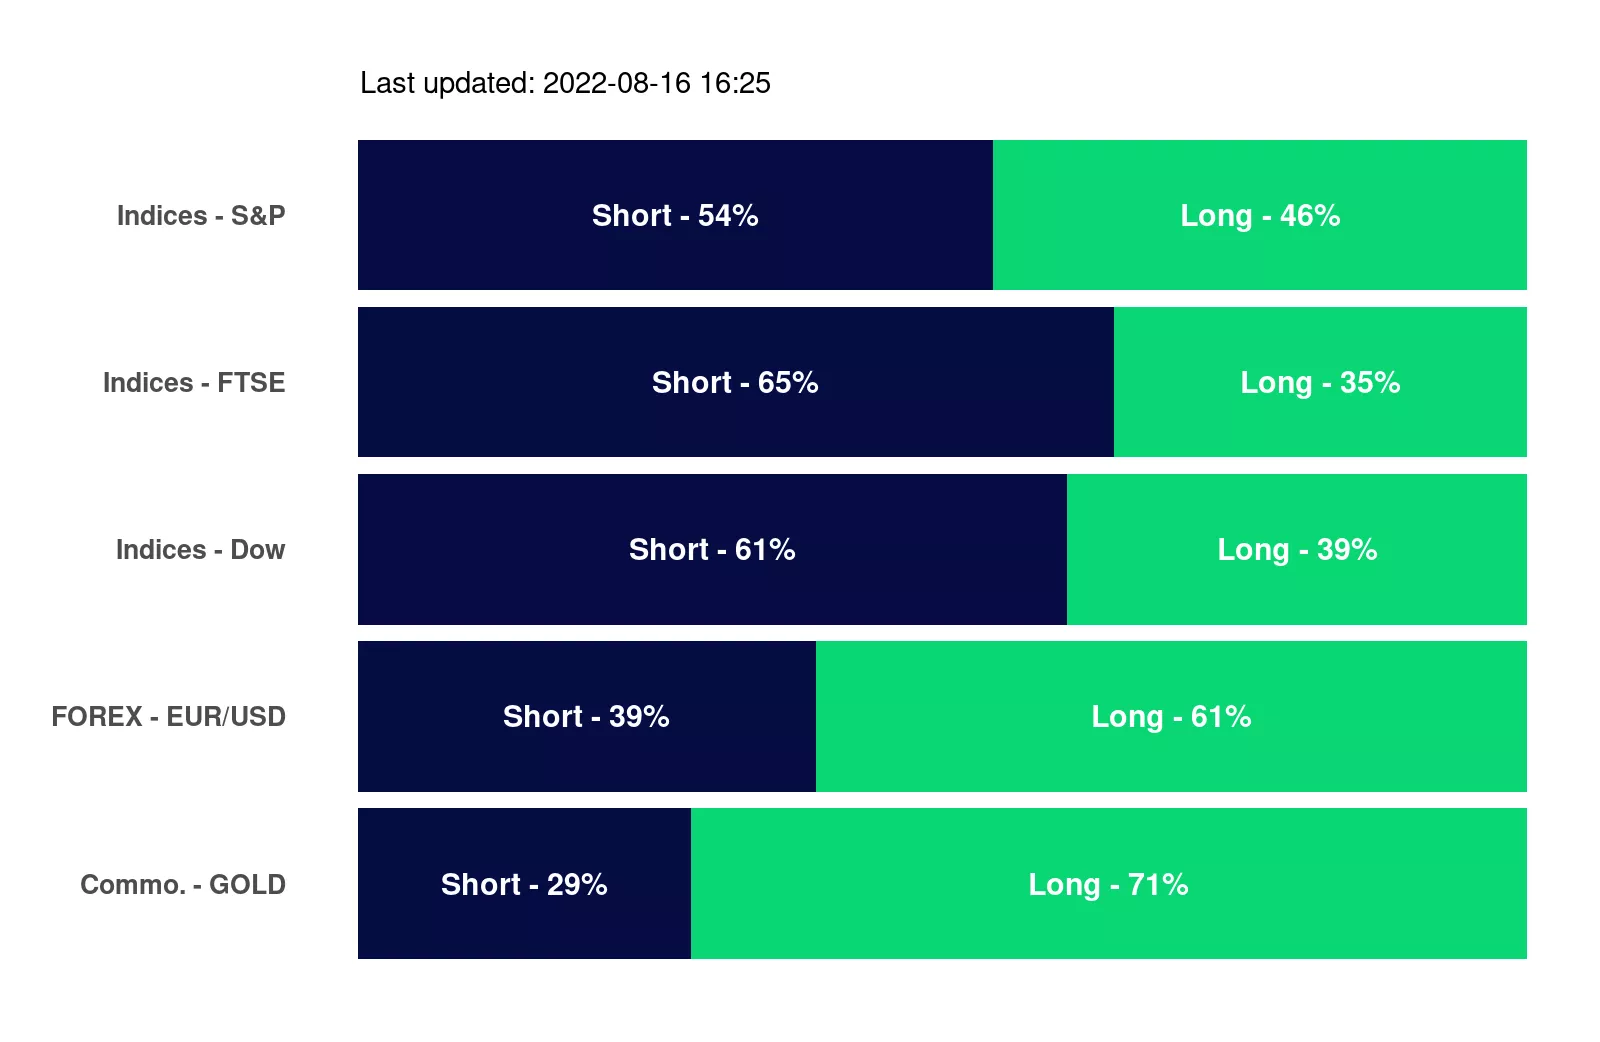 Last updated: 2022-08-16 16:25
Indices - S&P Short - 54% Long - 46%
Indices - FTSE Short - 65% Long - 35%
Indices - Dow Short - 61% Long - 39%
FOREX - EUR/USD Short - 39% Long - 61%
Commo. - GOLD Short - 29% Long - 71%